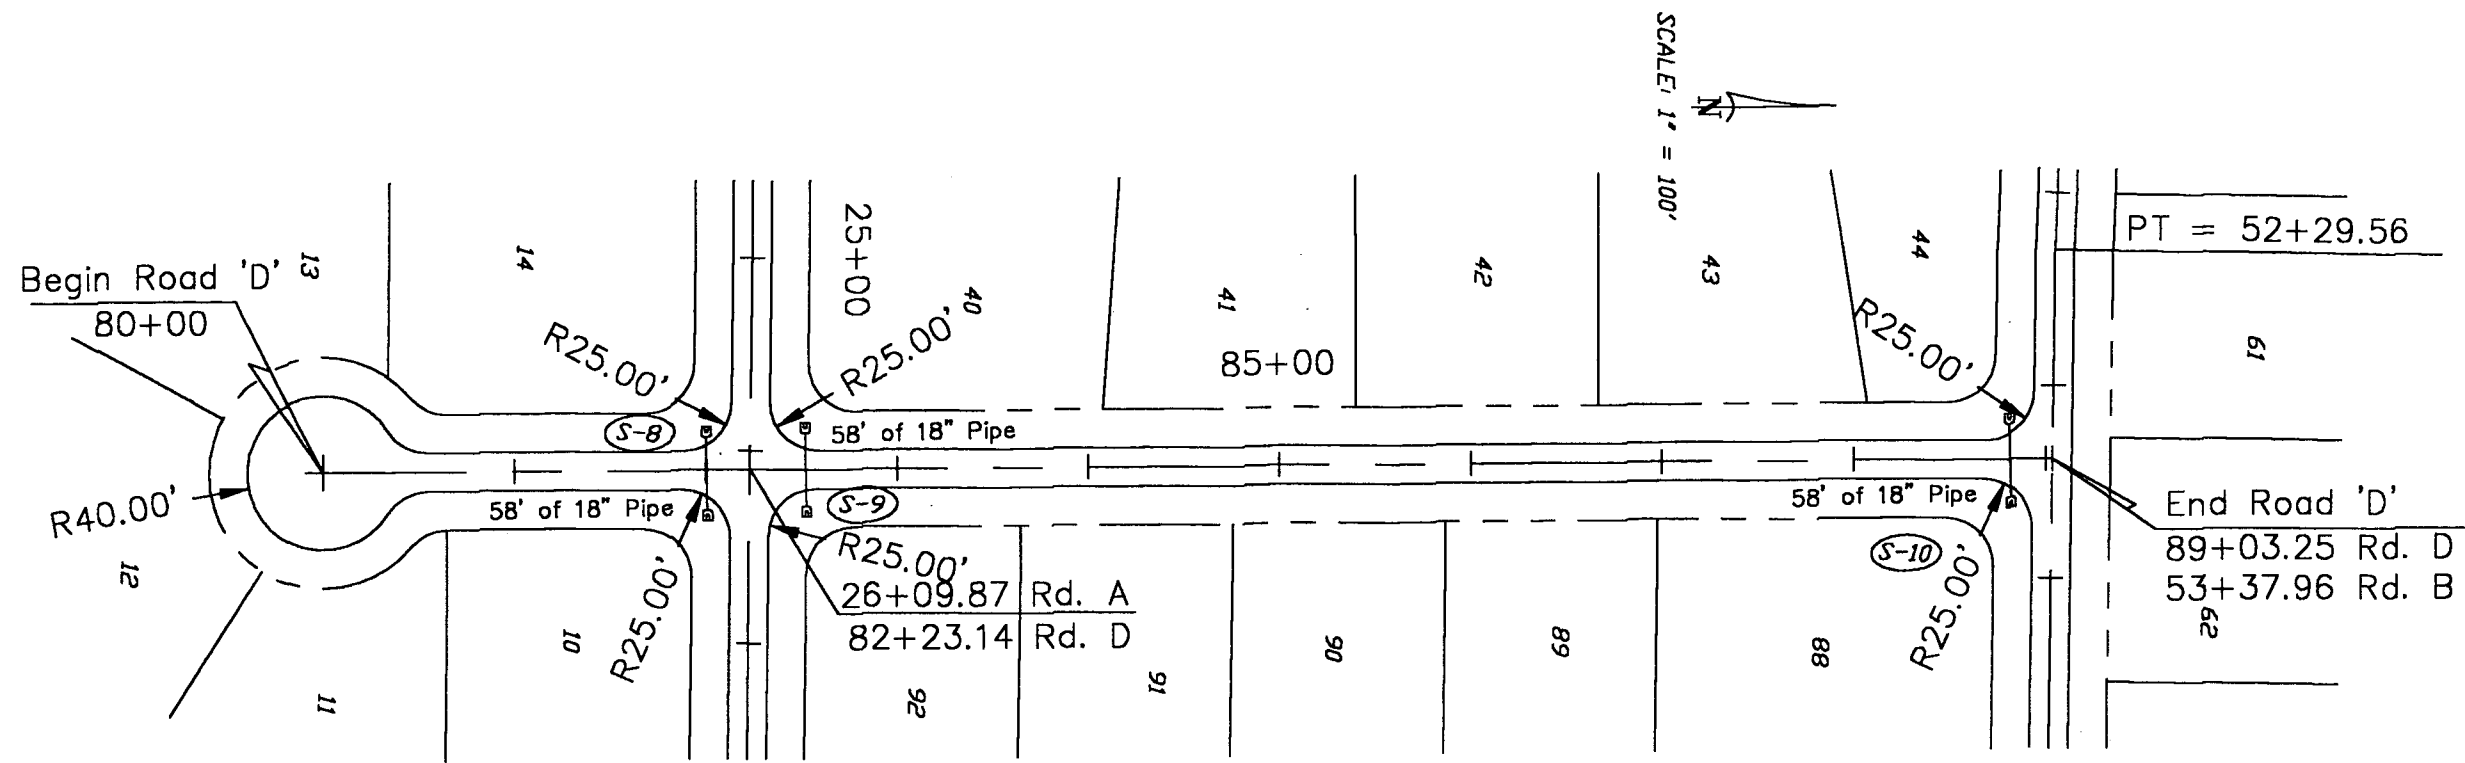 SCALE: 1" = 100'
N
PT = 52+29.56
Begin Road 'D'
80+00
13
14
25+00
40
41
42
43
44
61
R25.00'
R25.00'
85+00
R25.00'
S-8
58' of 18" Pipe
R40.00'
58' of 18" Pipe
S-9
58' of 18" Pipe
S-10
End Road 'D'
89+03.25 Rd. D
53+37.96 Rd. B
R25.00'
26+09.87 Rd. A
82+23.14 Rd. D
R25.00'
R25.00'
12
11
10
92
91
90
89
88
62